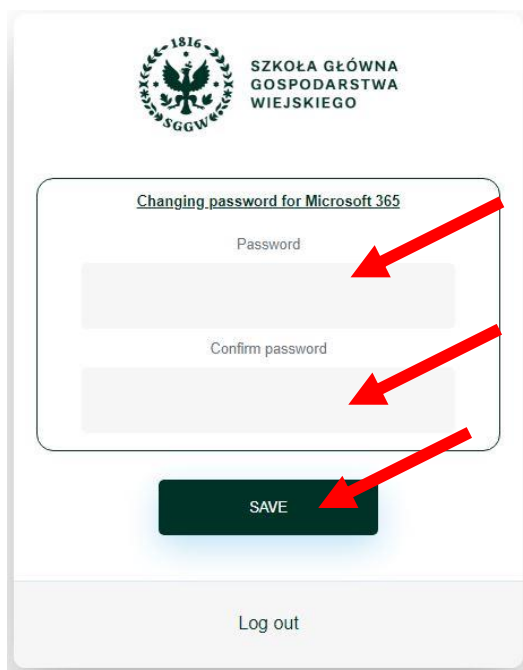 1816
SGGW
SZKOŁA GŁÓWNA
GOSPODARSTWA
WIEJSKIEGO
Changing password for Microsoft 365
Password
Confirm password
SAVE
Log out